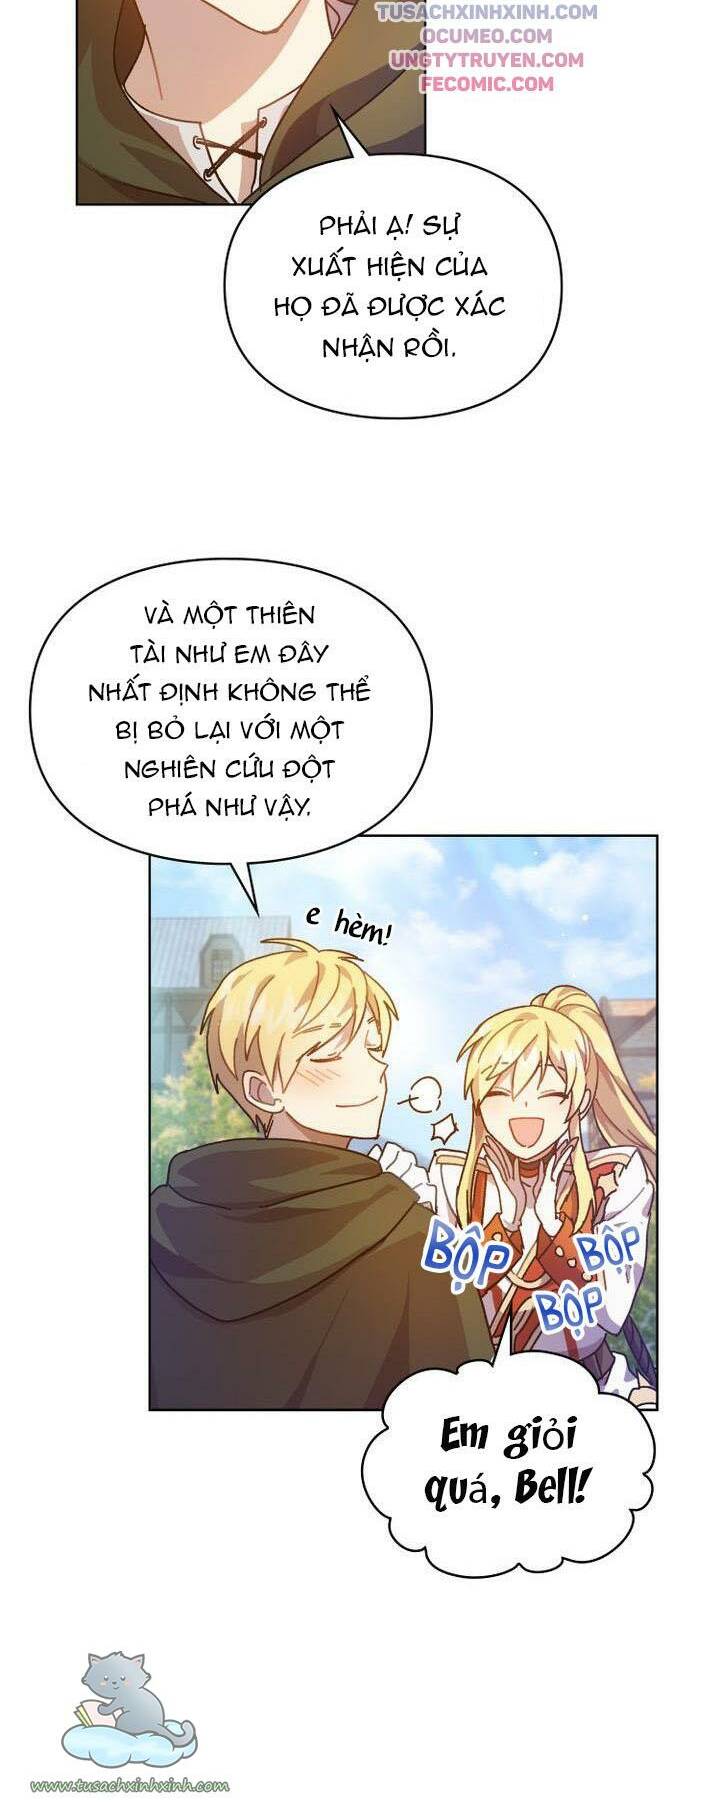 TUSACHXINHXINH.COM
OCUMEO.COM
UNGTYTRUYEN.COM
FECOMIC.COM
PHẢI Ạ! SỰ
XUẤT HIỆN CỦA
HỌ ĐÃ ĐƯỢC XÁC
NHẬN RỒI.
VÀ MỘT THIÊN
TÀI NHƯ EM ĐÂY
NHẤT ĐỊNH KHÔNG THỂ
BỊ BỎ LẠI VỚI MỘT
NGHIÊN CỨU ĐỘT
PHÁ NHƯ VẬY.
e hèm!
BỘP
BỘP
BỘP
Em giỏi
quá, Bell!
www.tusachxinhxinh.com